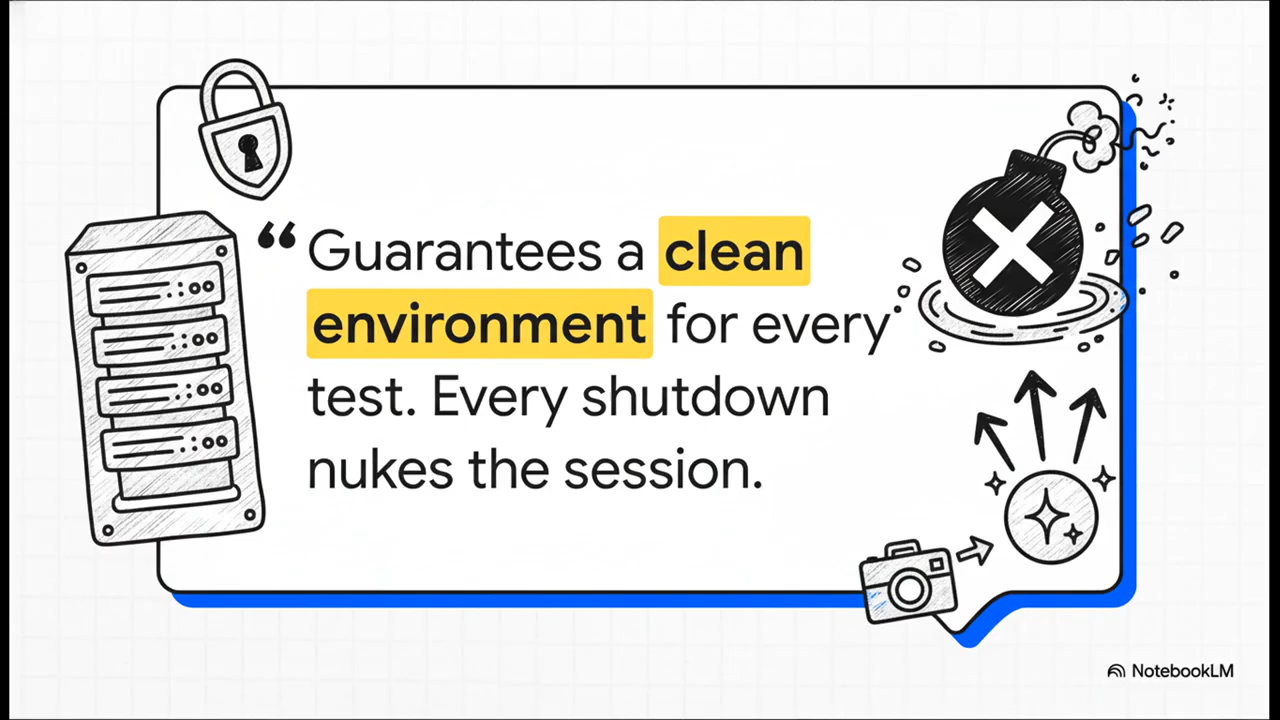 “Guarantees a clean
environment for every
test. Every shutdown
nukes the session.
NotebookLM